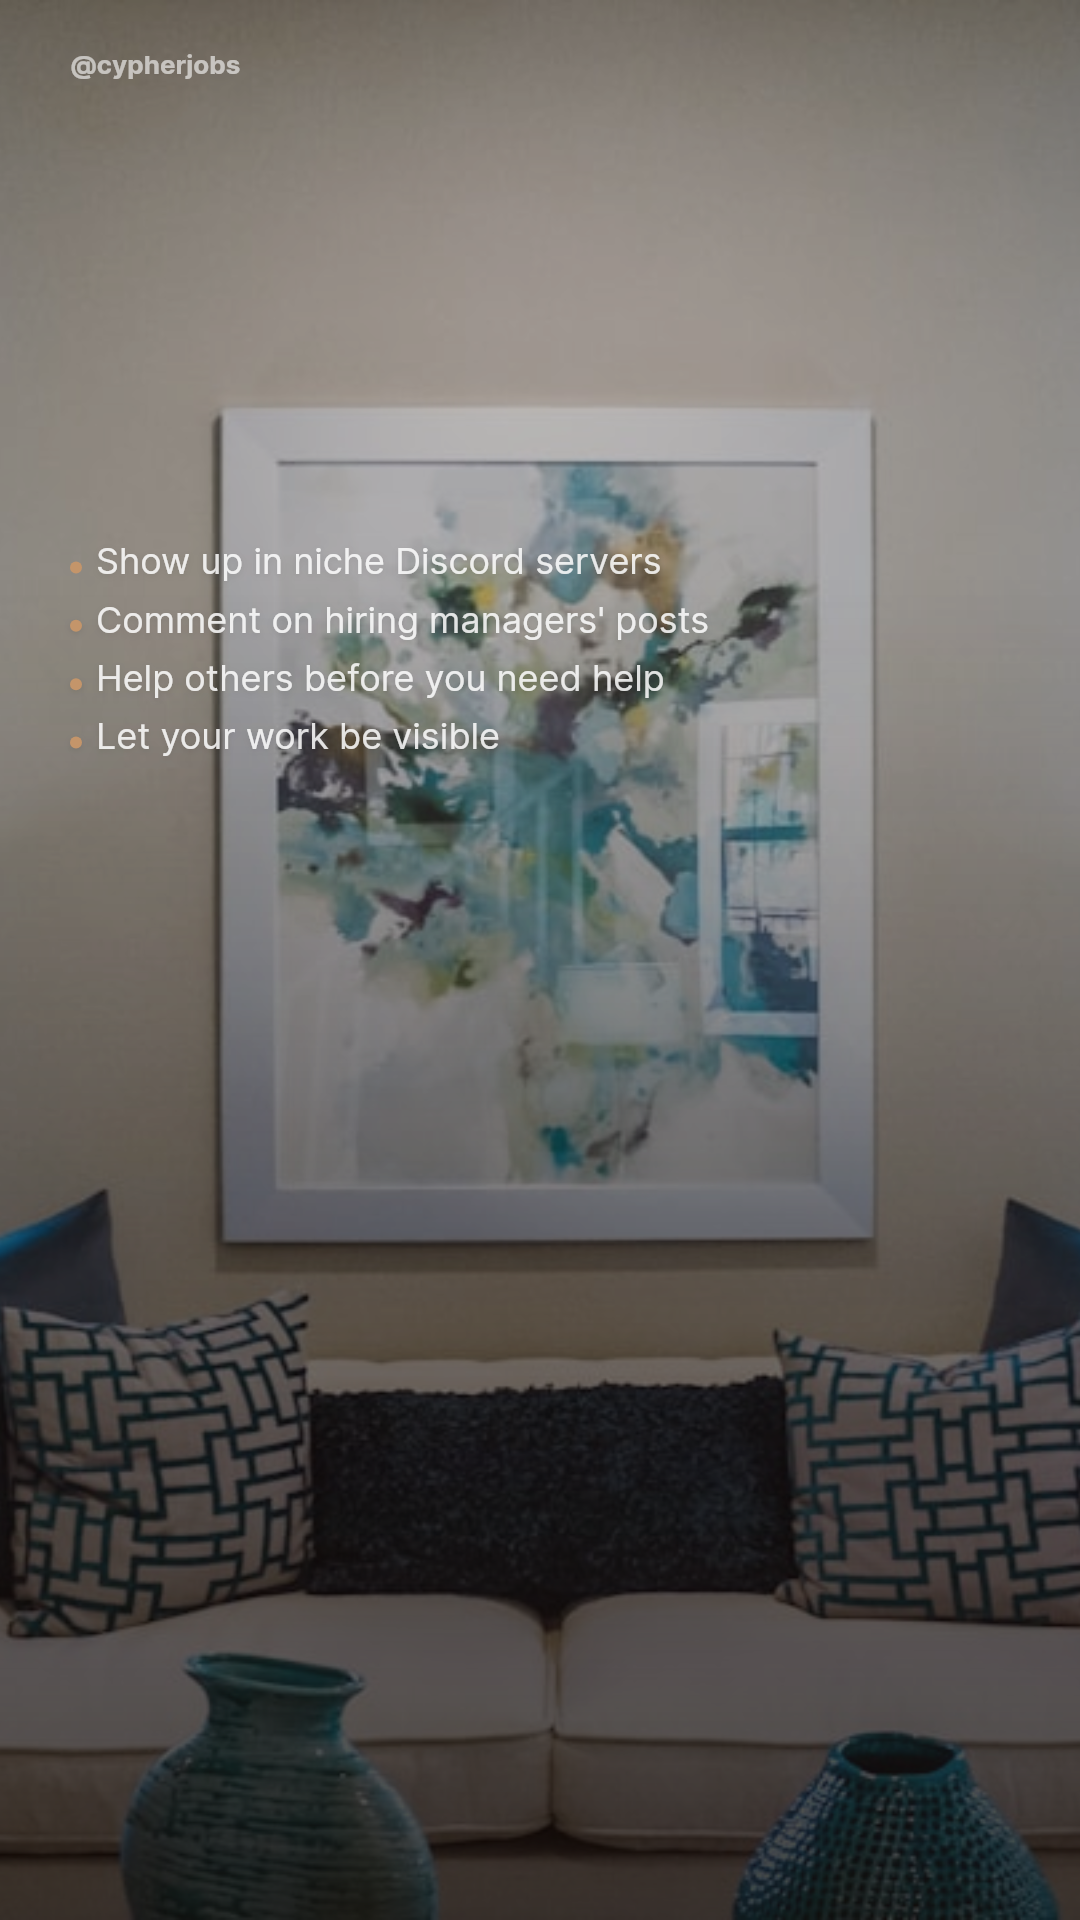 @cypherjobs
Show up in niche Discord servers
Comment on hiring managers' posts
Help others before you need help
Let your work be visible